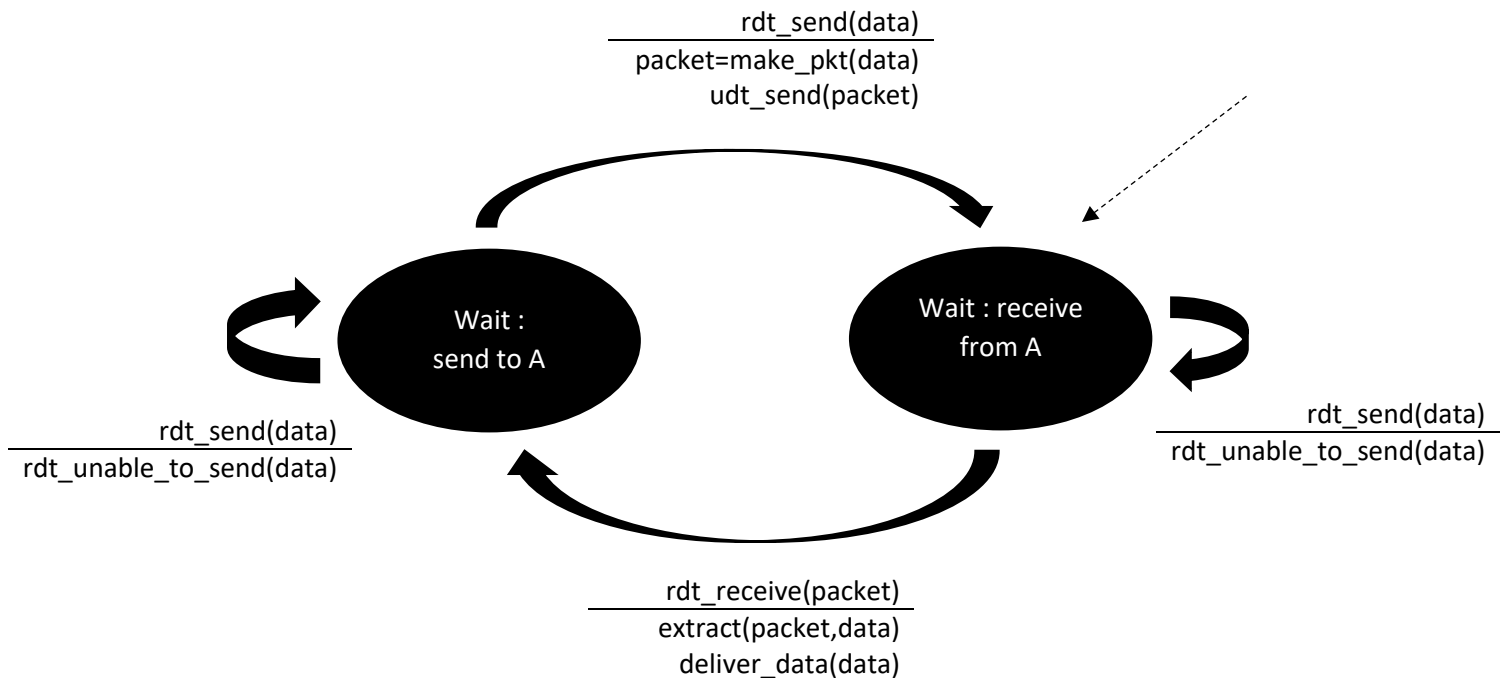 rdt_send(data)
packet=make_pkt(data)
udt_send(packet)
Wait :
send to A
Wait : receive
from A
rdt_send(data)
rdt_unable_to_send(data)
rdt_send(data)
rdt_unable_to_send(data)
rdt_receive(packet)
extract(packet,data)
deliver_data(data)